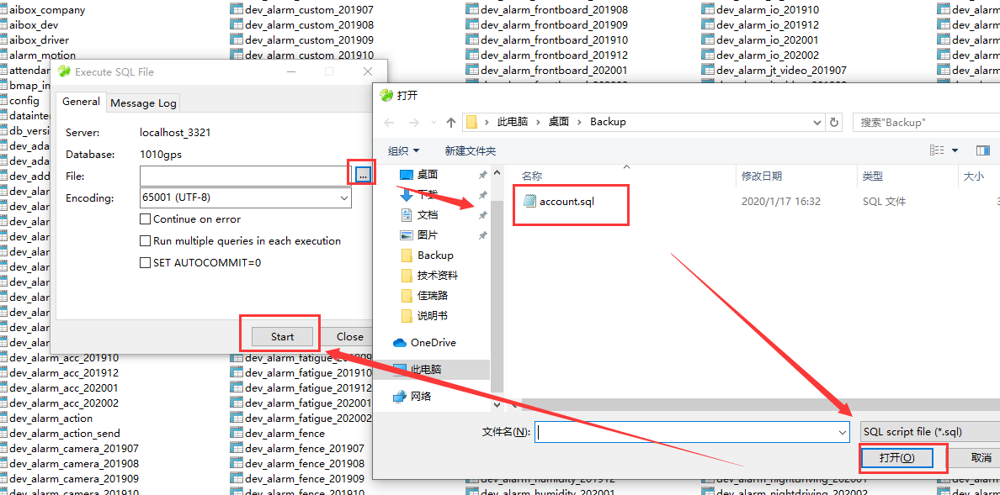 aibox_company
aibox_dev
aibox_driver
alarm_motion
dev_alarm_custom_201907
dev_alarm_custom_201908
dev_alarm_custom_201909
dev_alarm_custom_201910
dev_alarm_frontboard_201908
dev_alarm_frontboard_201909
dev_alarm_frontboard_201910
dev_alarm_frontboard_201912
dev_alarm_frontboard_202001
dev_alarm_io_201910
dev_alarm_io_201912
dev_alarm_io_202001
dev_alarm_io_202002
dev_alarm_jt_video_201907
dev_alarm
dev_alarm
dev_alarm
dev_alarm
dev_alarm
attendar
bmap_in
config
datainte
db_versi
dev_ada
dev_ada
dev_add
dev_alar
dev_alar
dev_alar
dev_alar
dev_alar
dev_alar
dev_alar
dev_alar
dev_alar
dev_alar
dev_alar
Execute SQL File
General
Message Log
Server:
localhost_3321
Database:
1010gps
File:
...
Encoding:
65001 (UTF-8)
Continue on error
Run multiple queries in each execution
SET AUTOCOMMIT=0
Start
Close
打开
此电脑 › 桌面 › Backup
搜索"Backup"
组织
新建文件夹
桌面
下载
文档
图片
Backup
技术资料
佳瑞路
说明书
OneDrive
此电脑
网络
名称
修改日期
类型
大小
account.sql
2020/1/17 16:32
SQL 文件
文件名(N):
SQL script file (*.sql)
打开(O)
取消
dev_alarm_acc_201910
dev_alarm_acc_201912
dev_alarm_acc_202001
dev_alarm_acc_202002
dev_alarm_action
dev_alarm_action_send
dev_alarm_camera_201907
dev_alarm_camera_201908
dev_alarm_camera_201909
dev_alarm_camera_201910
dev_alarm_fatigue_201909
dev_alarm_fatigue_201910
dev_alarm_fatigue_201912
dev_alarm_fatigue_202001
dev_alarm_fatigue_202002
dev_alarm_fence
dev_alarm_fence_201907
dev_alarm_fence_201908
dev_alarm_fence_201909
dev_alarm_fence_201910
dev_alarm_humidity_201912
dev_alarm_humidity_202001
dev_alarm_nightdriving_202001
dev_alarm_nightdriving_202002
dev_alarm
dev_alarm